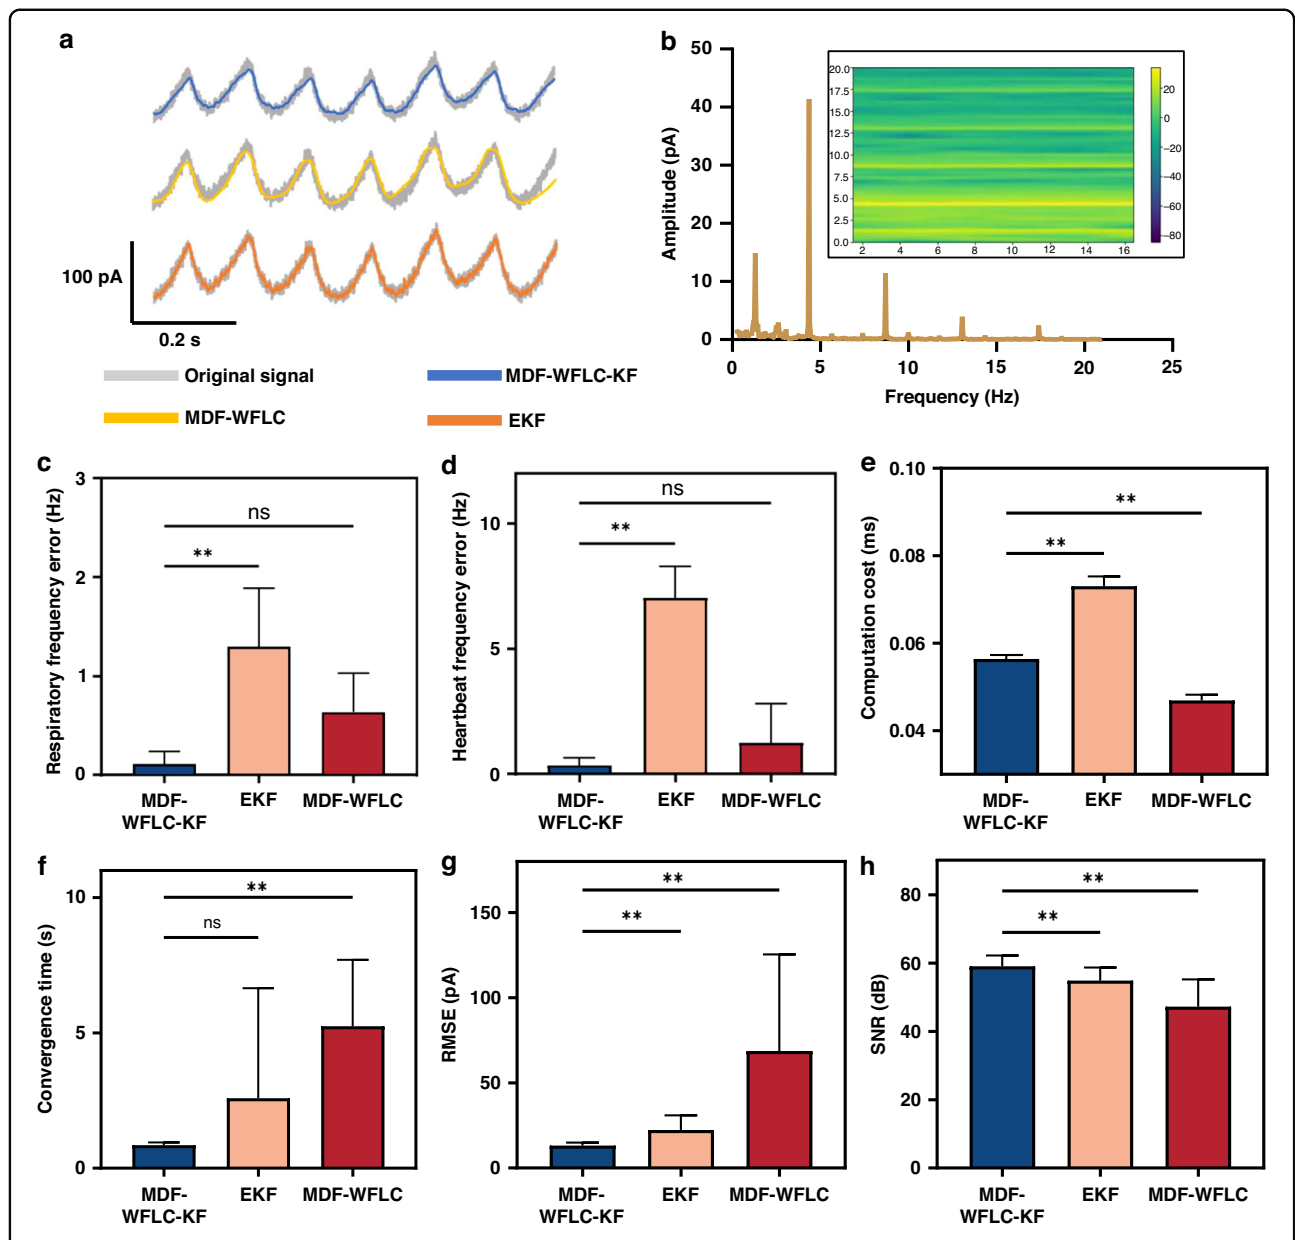 a
100 pA
0.2 s
Original signal
MDF-WFLC-KF
MDF-WFLC
EKF
b
50
40
30
20
10
0
Amplitude (pA)
0 5 10 15 20 25
Frequency (Hz)
20.0
17.5
15.0
12.5
10.0
7.5
5.0
2.5
0.0
2 4 6 8 10 12 14 16
20
0
−20
−40
−60
−80
c
Respiratory frequency error (Hz)
3
2
1
0
ns
**
MDF-
WFLC-KF
EKF
MDF-WFLC
d
Heartbeat frequency error (Hz)
10
5
0
ns
**
MDF-
WFLC-KF
EKF
MDF-WFLC
e
Computation cost (ms)
0.10
0.08
0.06
0.04
**
**
MDF-
WFLC-KF
EKF
MDF-WFLC
f
Convergence time (s)
10
5
0
**
ns
MDF-
WFLC-KF
EKF
MDF-WFLC
g
RMSE (pA)
150
100
50
0
**
**
MDF-
WFLC-KF
EKF
MDF-WFLC
h
SNR (dB)
80
60
40
20
0
**
**
MDF-
WFLC-KF
EKF
MDF-WFLC